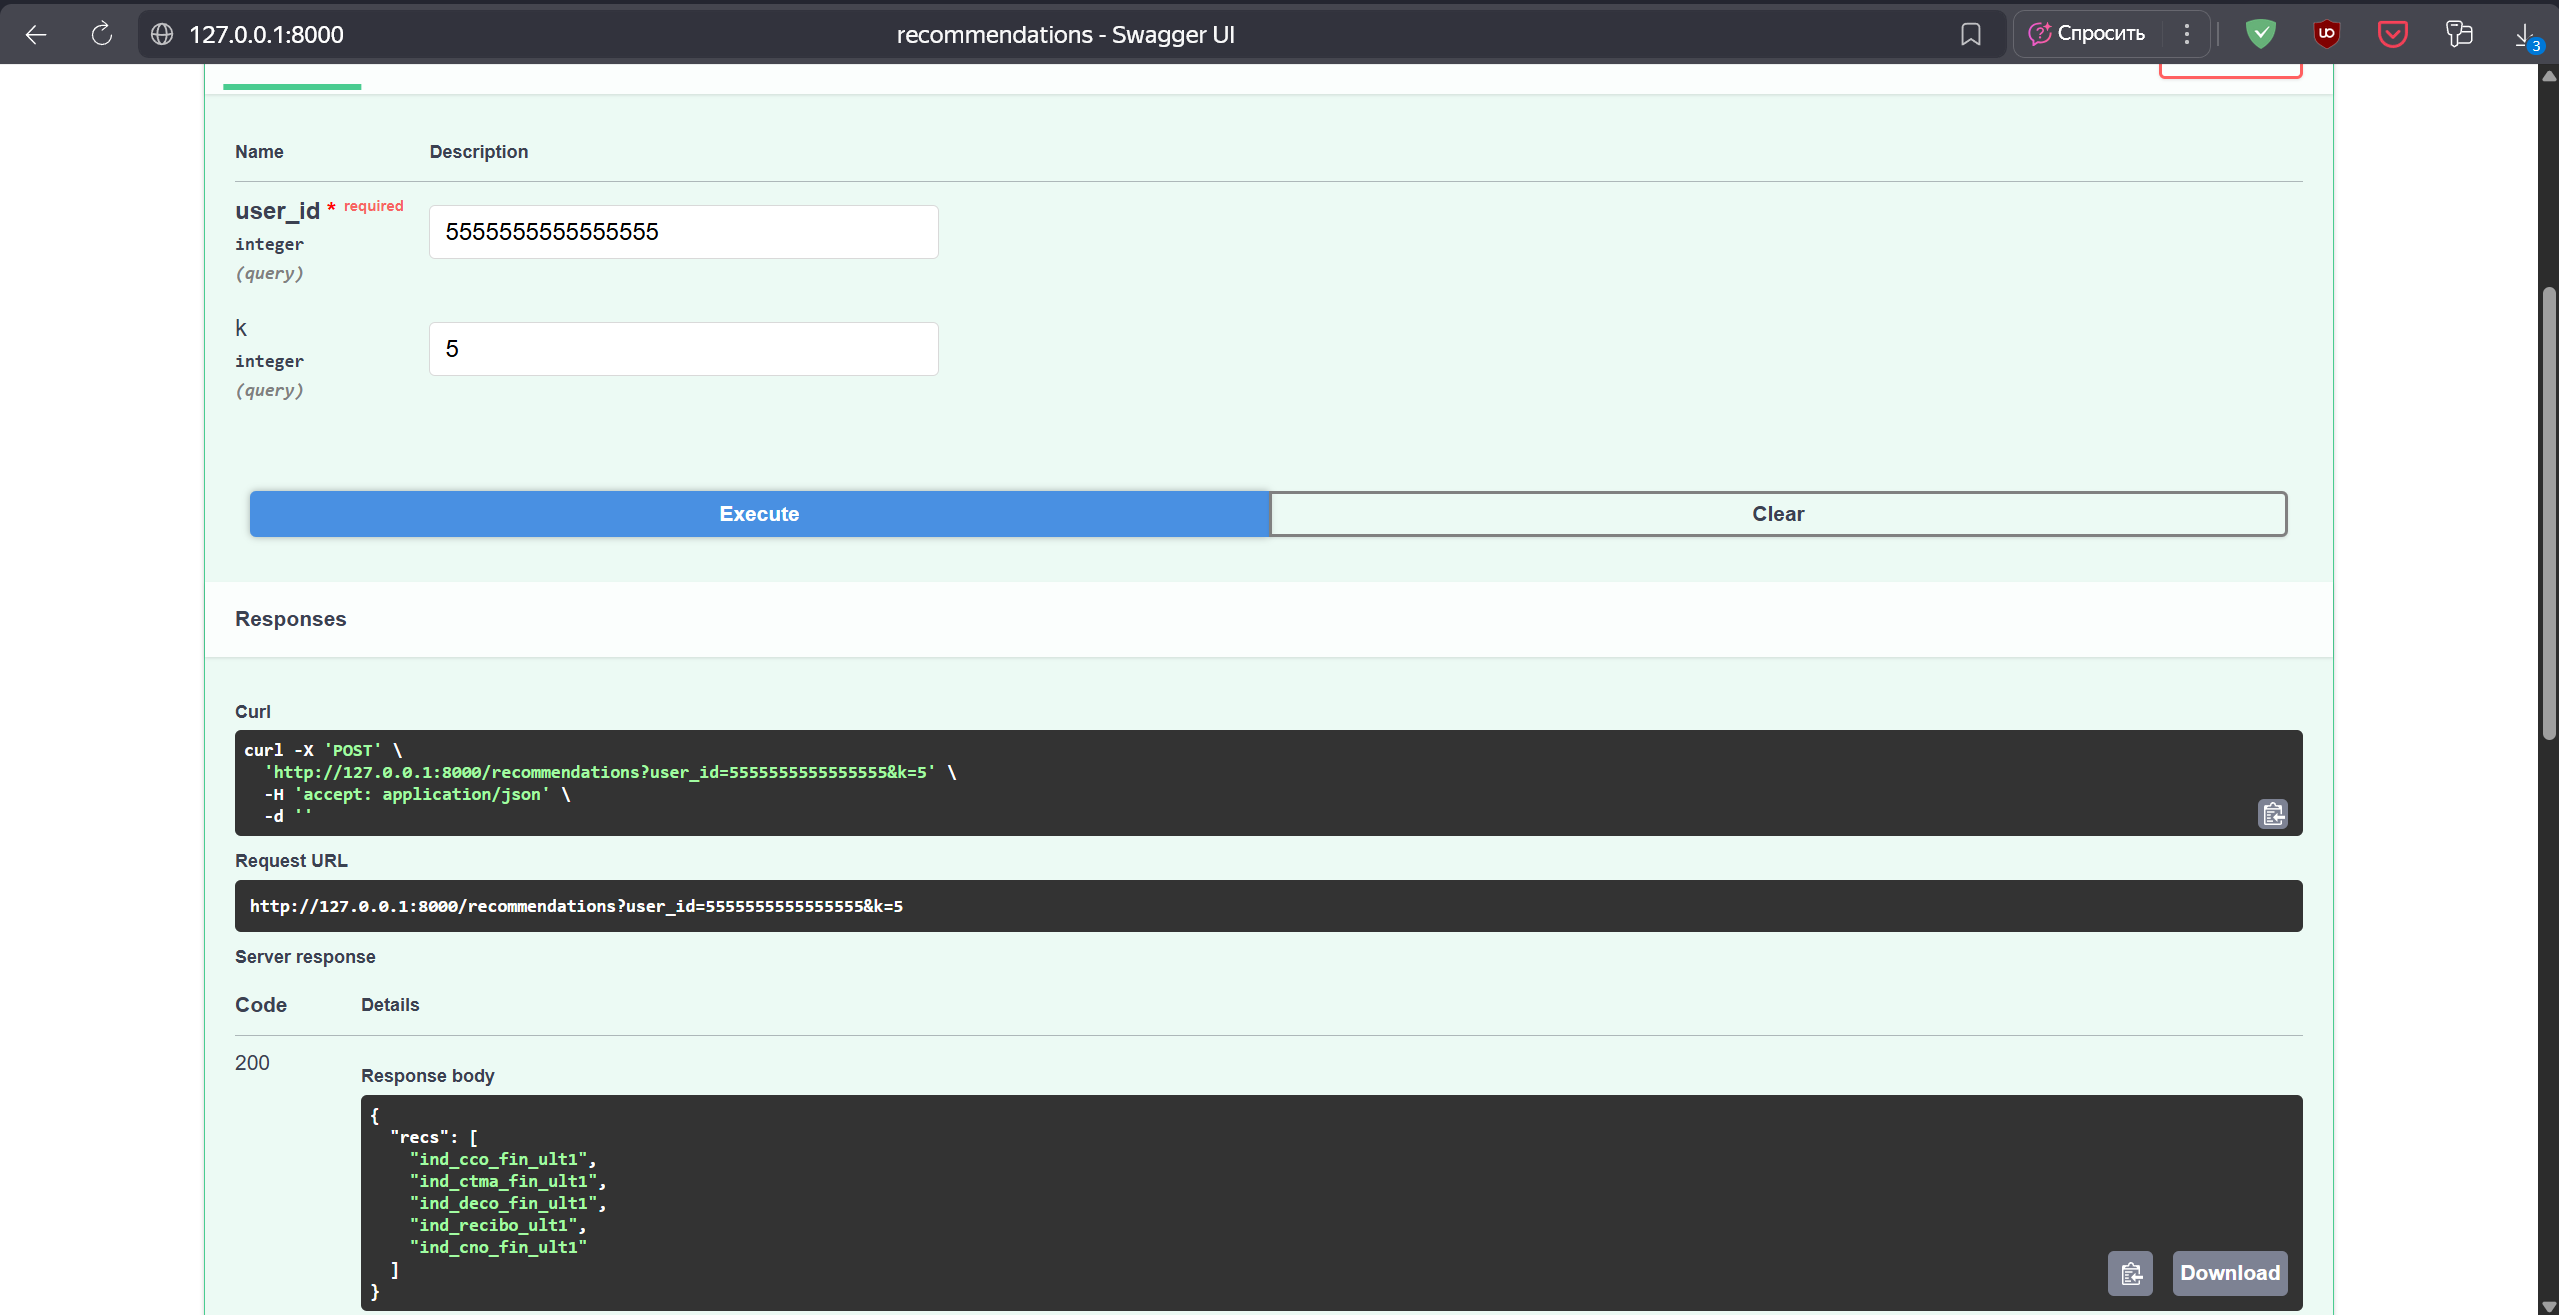 127.0.0.1:8000
recommendations - Swagger UI
Спросить
3
Name Description
user_id * required
integer
(query)
5555555555555555
k
integer
(query)
5
Execute
Clear
Responses
Curl
curl -X 'POST' \
'http://127.0.0.1:8000/recommendations?user_id=5555555555555555&k=5' \
-H 'accept: application/json' \
-d ''
Request URL
http://127.0.0.1:8000/recommendations?user_id=5555555555555555&k=5
Server response
Code Details
200
Response body
{
"recs": [
"ind_cco_fin_ult1",
"ind_ctma_fin_ult1",
"ind_deco_fin_ult1",
"ind_recibo_ult1",
"ind_cno_fin_ult1"
]
}
Download